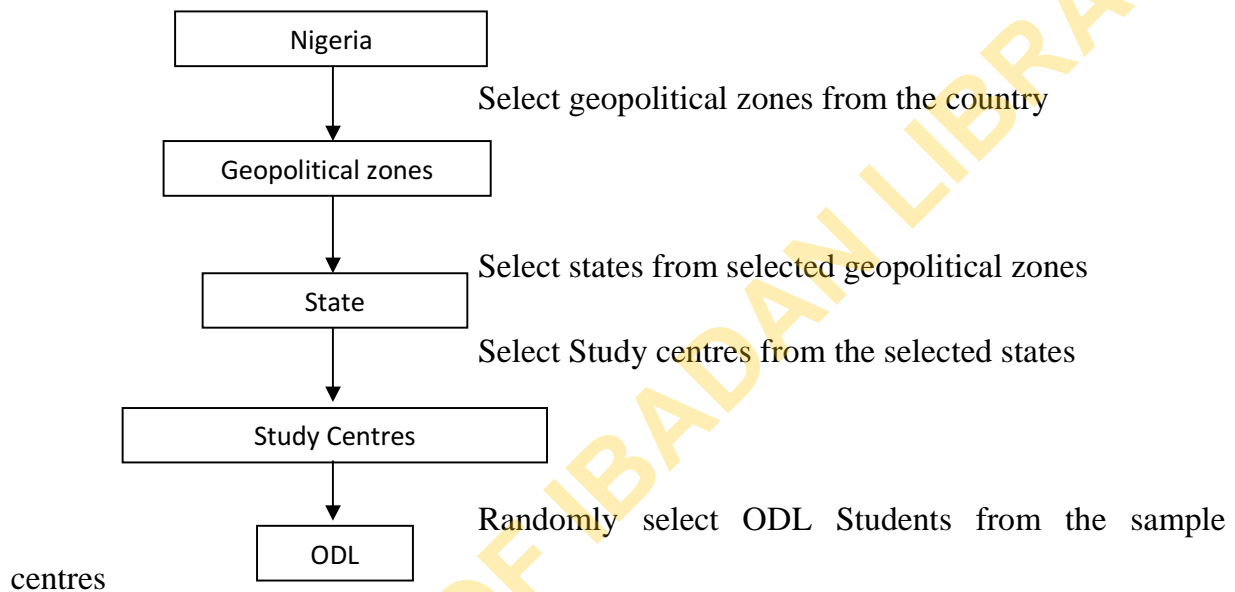 Nigeria
Select geopolitical zones from the country
Geopolitical zones
Select states from selected geopolitical zones
State
Select Study centres from the selected states
Study Centres
Randomly select ODL Students from the sample
ODL
centres
OF IBADAN LIBRA